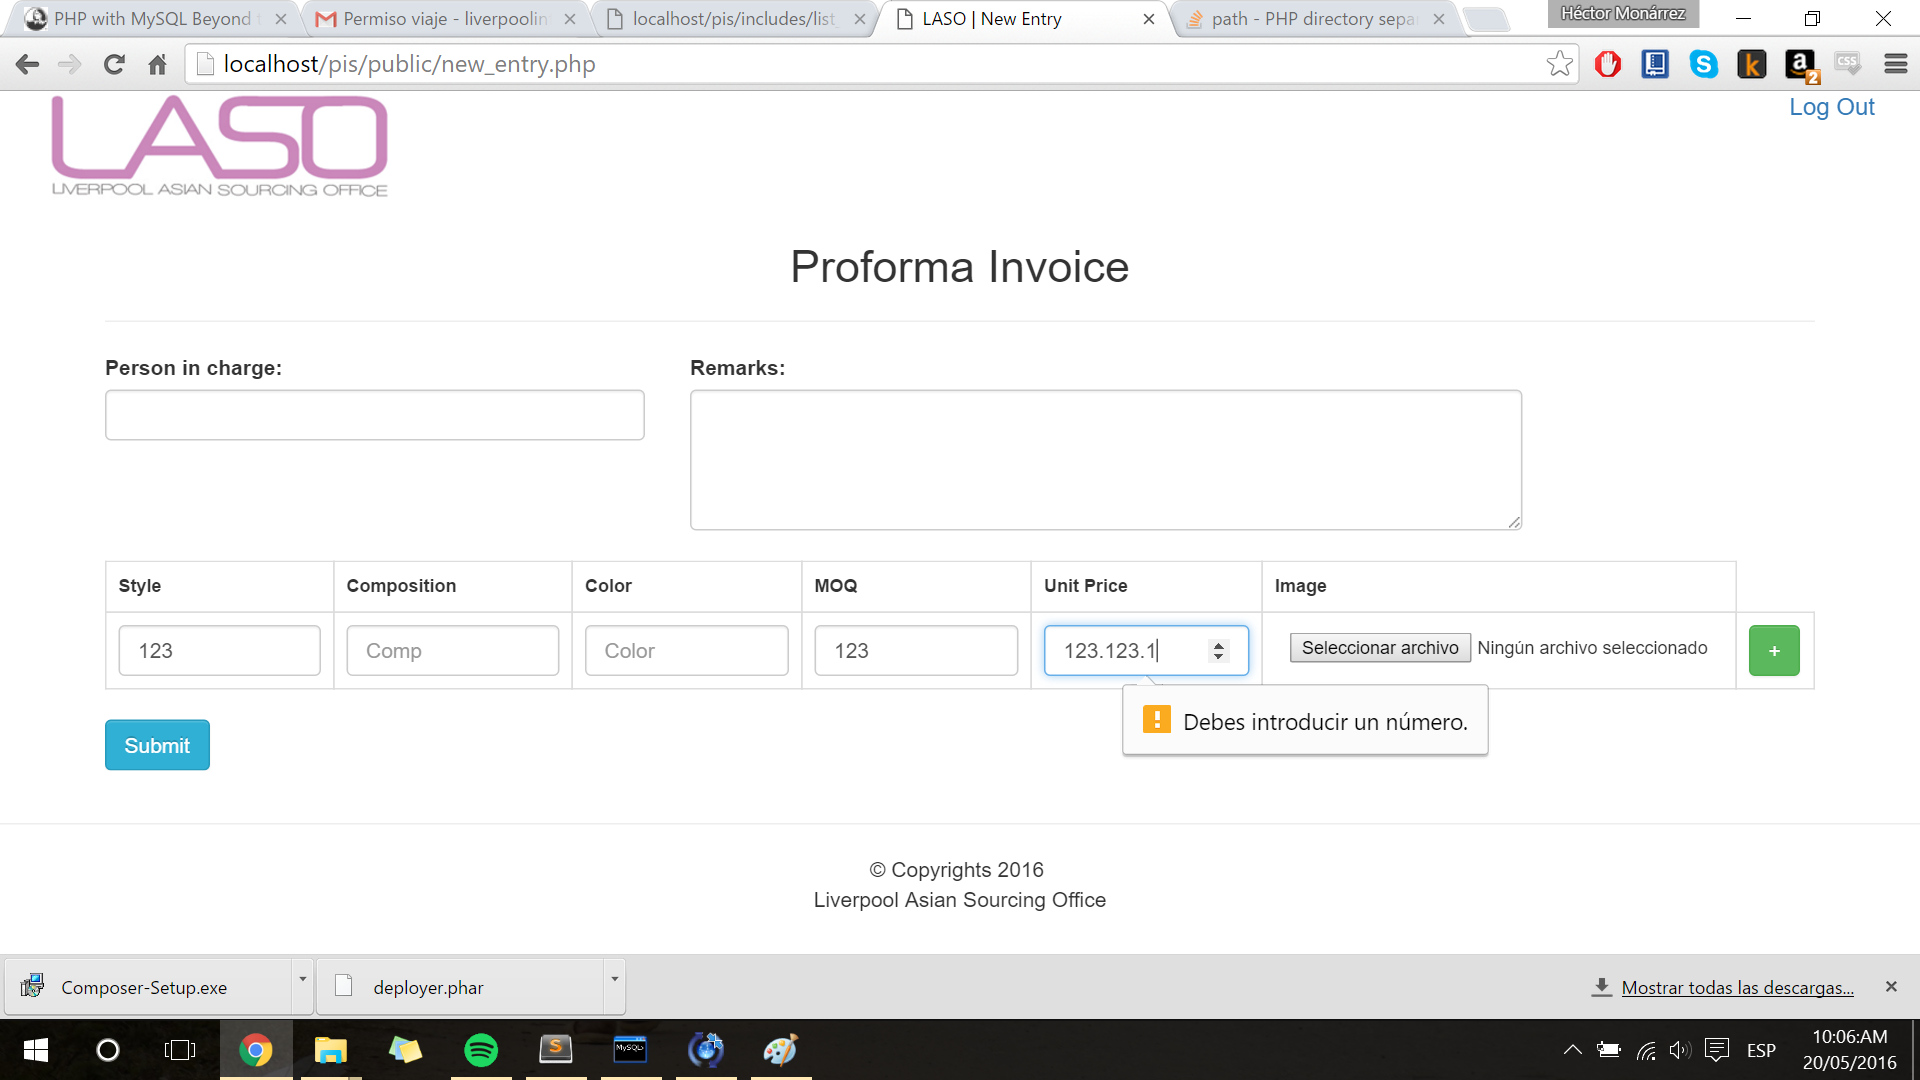 PHP with MySQL Beyond t
Permiso viaje - liverpoolin
localhost/pis/includes/list
LASO | New Entry
path - PHP directory sepa
Héctor Monárrez
localhost/pis/public/new_entry.php
k
a
2
CSS
LASO
LIVERPOOL ASIAN SOURCING OFFICE
Log Out
Proforma Invoice
Person in charge:
Remarks:
Style
Composition
Color
MOQ
Unit Price
Image
123
Comp
Color
123
123.123.1
Seleccionar archivo
Ningún archivo seleccionado
+
Debes introducir un número.
Submit
© Copyrights 2016
Liverpool Asian Sourcing Office
Composer-Setup.exe
deployer.phar
Mostrar todas las descargas...
S
MySQL
ESP
10:06:AM
20/05/2016